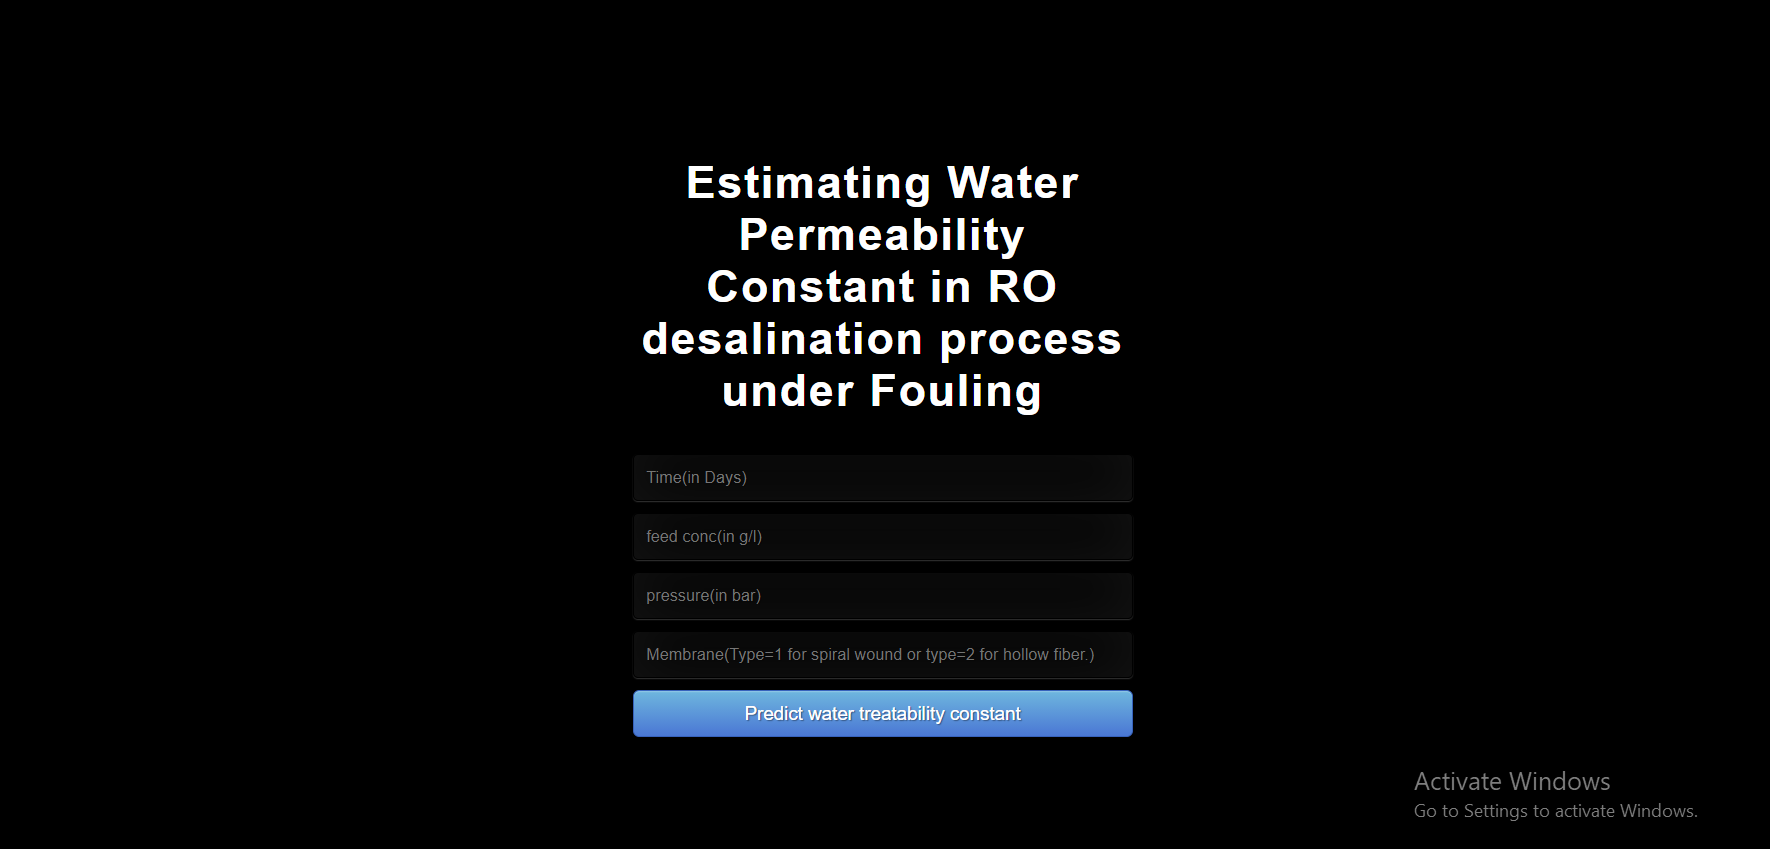 Estimating Water
Permeability
Constant in RO
desalination process
under Fouling
Time(in Days)
feed conc(in g/l)
pressure(in bar)
Membrane(Type=1 for spiral wound or type=2 for hollow fiber.)
Predict water treatability constant
Activate Windows
Go to Settings to activate Windows.